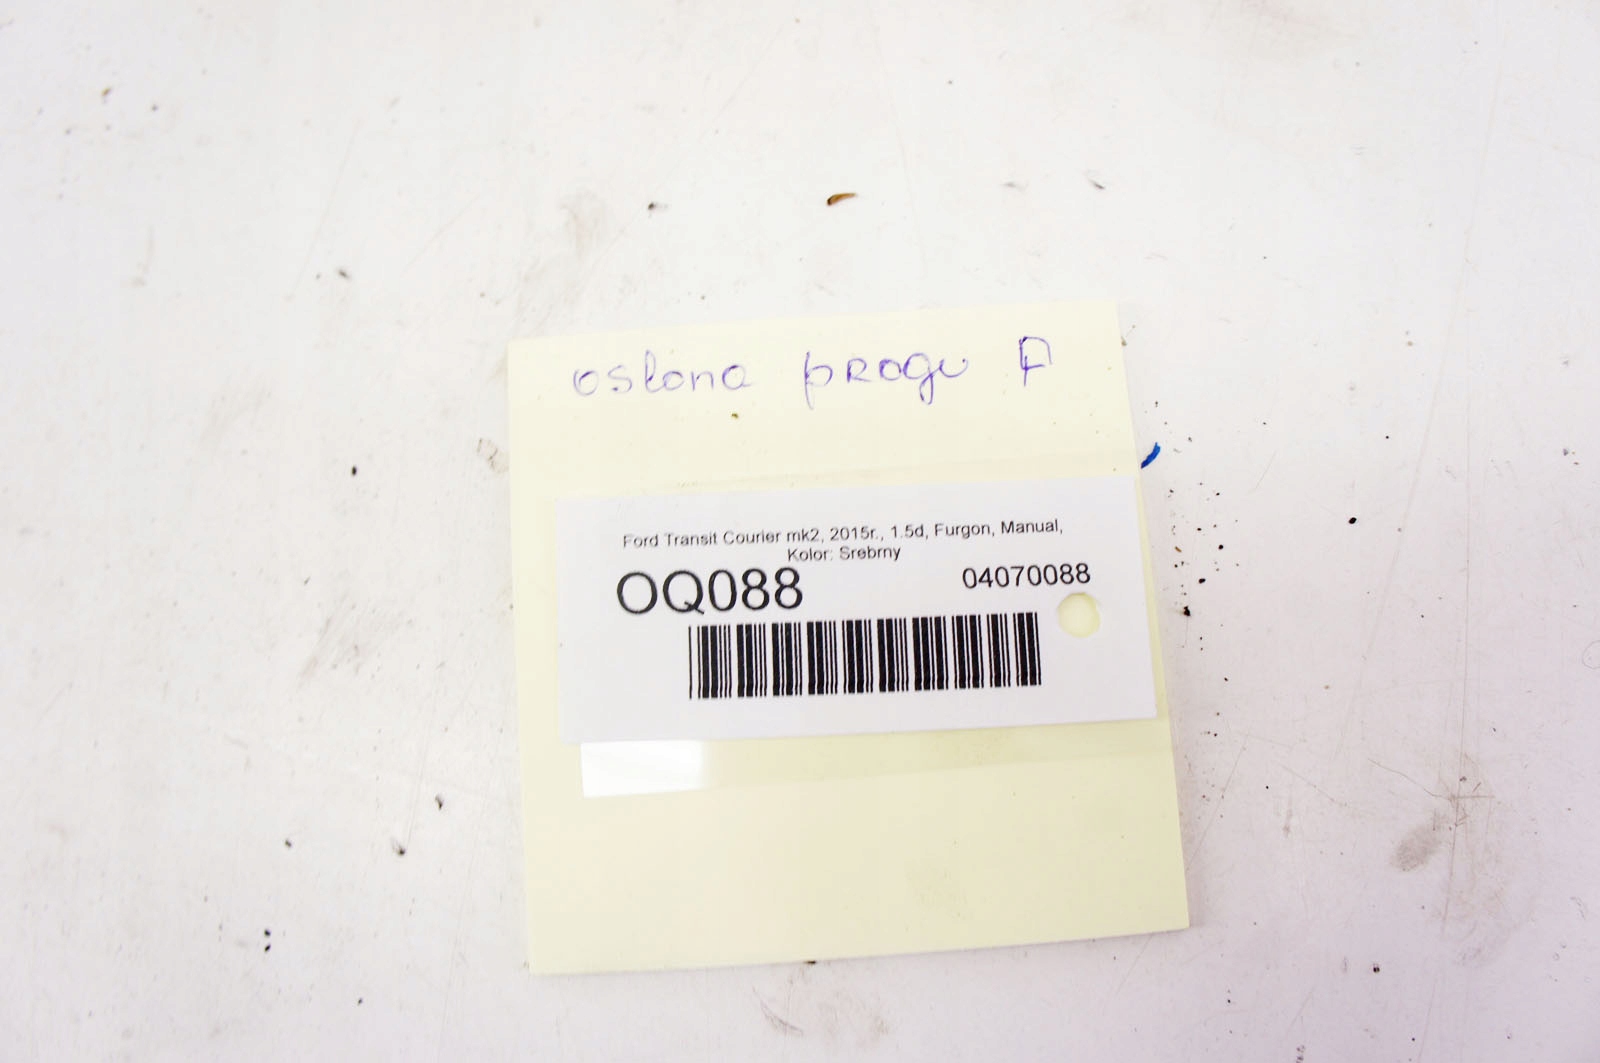 osłona progu
Ford Transit Courier mk2, 2015r., 1.5d, Furgon, Manual,
Kolor: Srebrny
OQ088
04070088